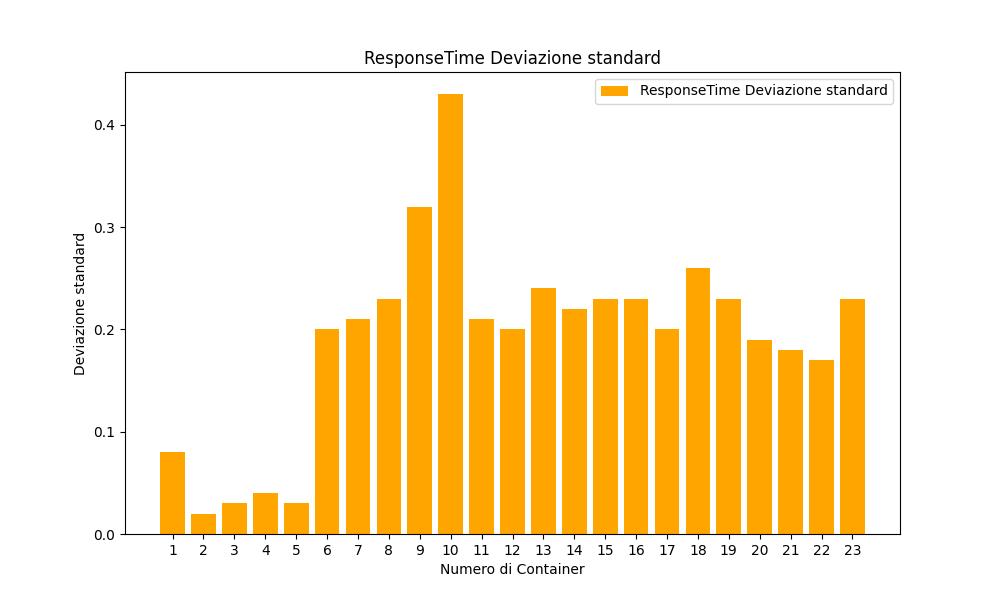 ResponseTime Deviazione standard
ResponseTime Deviazione standard
0.4
0.3
0.2
0.1
0.0
Deviazione standard
1 2 3 4 5 6 7 8 9 10 11 12 13 14 15 16 17 18 19 20 21 22 23
Numero di Container